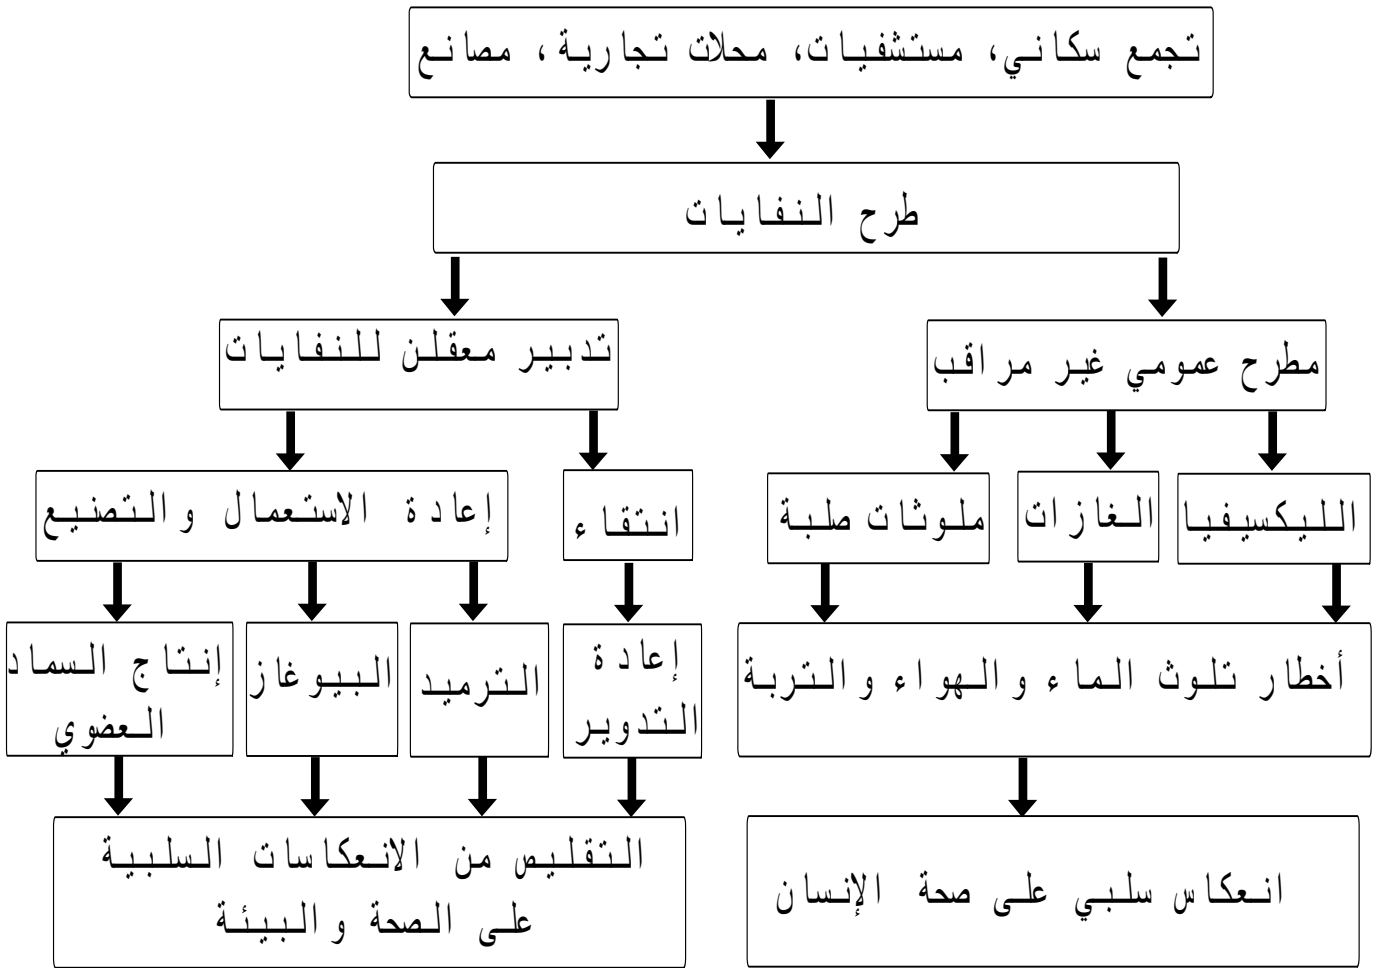 تجمع سكاني، مستشفيات، محلات تجارية، مصانع
طرح النفايات
مطرح عمومي غير مراقب
تدبير معقلن للنفايات
الليكسيفيا
الغازات
ملوثات صلبة
انتقاء
إعادة الاستعمال والتصنيع
أخطار تلوث الماء والهواء والتربة
إعادة
التدوير
الترميد
البيوغاز
إنتاج السماد
العضوي
انعكاس سلبي على صحة الإنسان
التقليص من الانعكاسات السلبية
على الصحة والبيئة